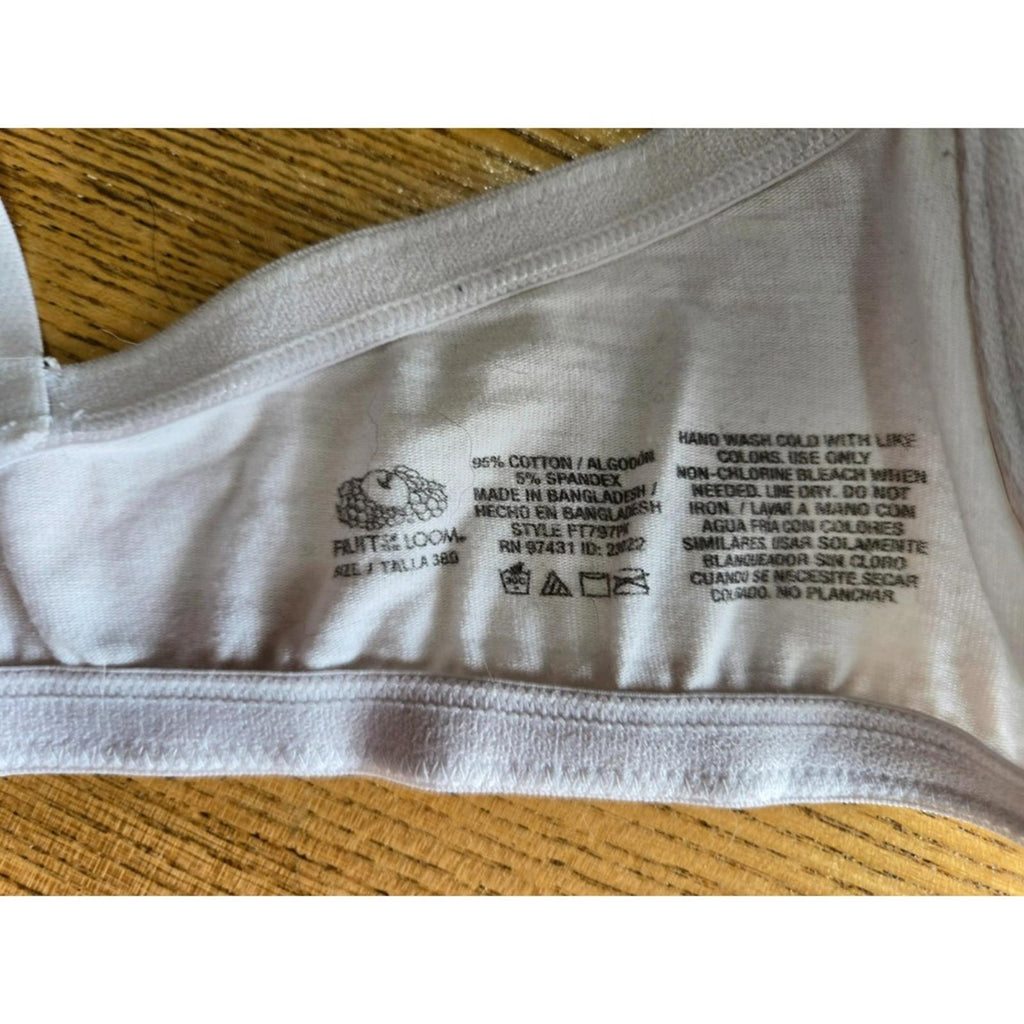 FRUIT OF THE LOOM®
SIZE / TALLA
95% COTTON / ALGODÓN
5% SPANDEX
MADE IN BANGLADESH /
HECHO EN BANGLADESH
STYLE
RN 97431 ID:
HAND WASH COLD WITH LIKE
COLORS. USE ONLY
NON-CHLORINE BLEACH WHEN
NEEDED. LINE DRY. DO NOT
IRON. / LAVAR A MANO CON
AGUA FRÍA CON COLORES
SIMILARES. USAR SOLAMENTE
BLANQUEADOR SIN CLORO
CUANDO SE NECESITE. SECAR
COLGADO. NO PLANCHAR.